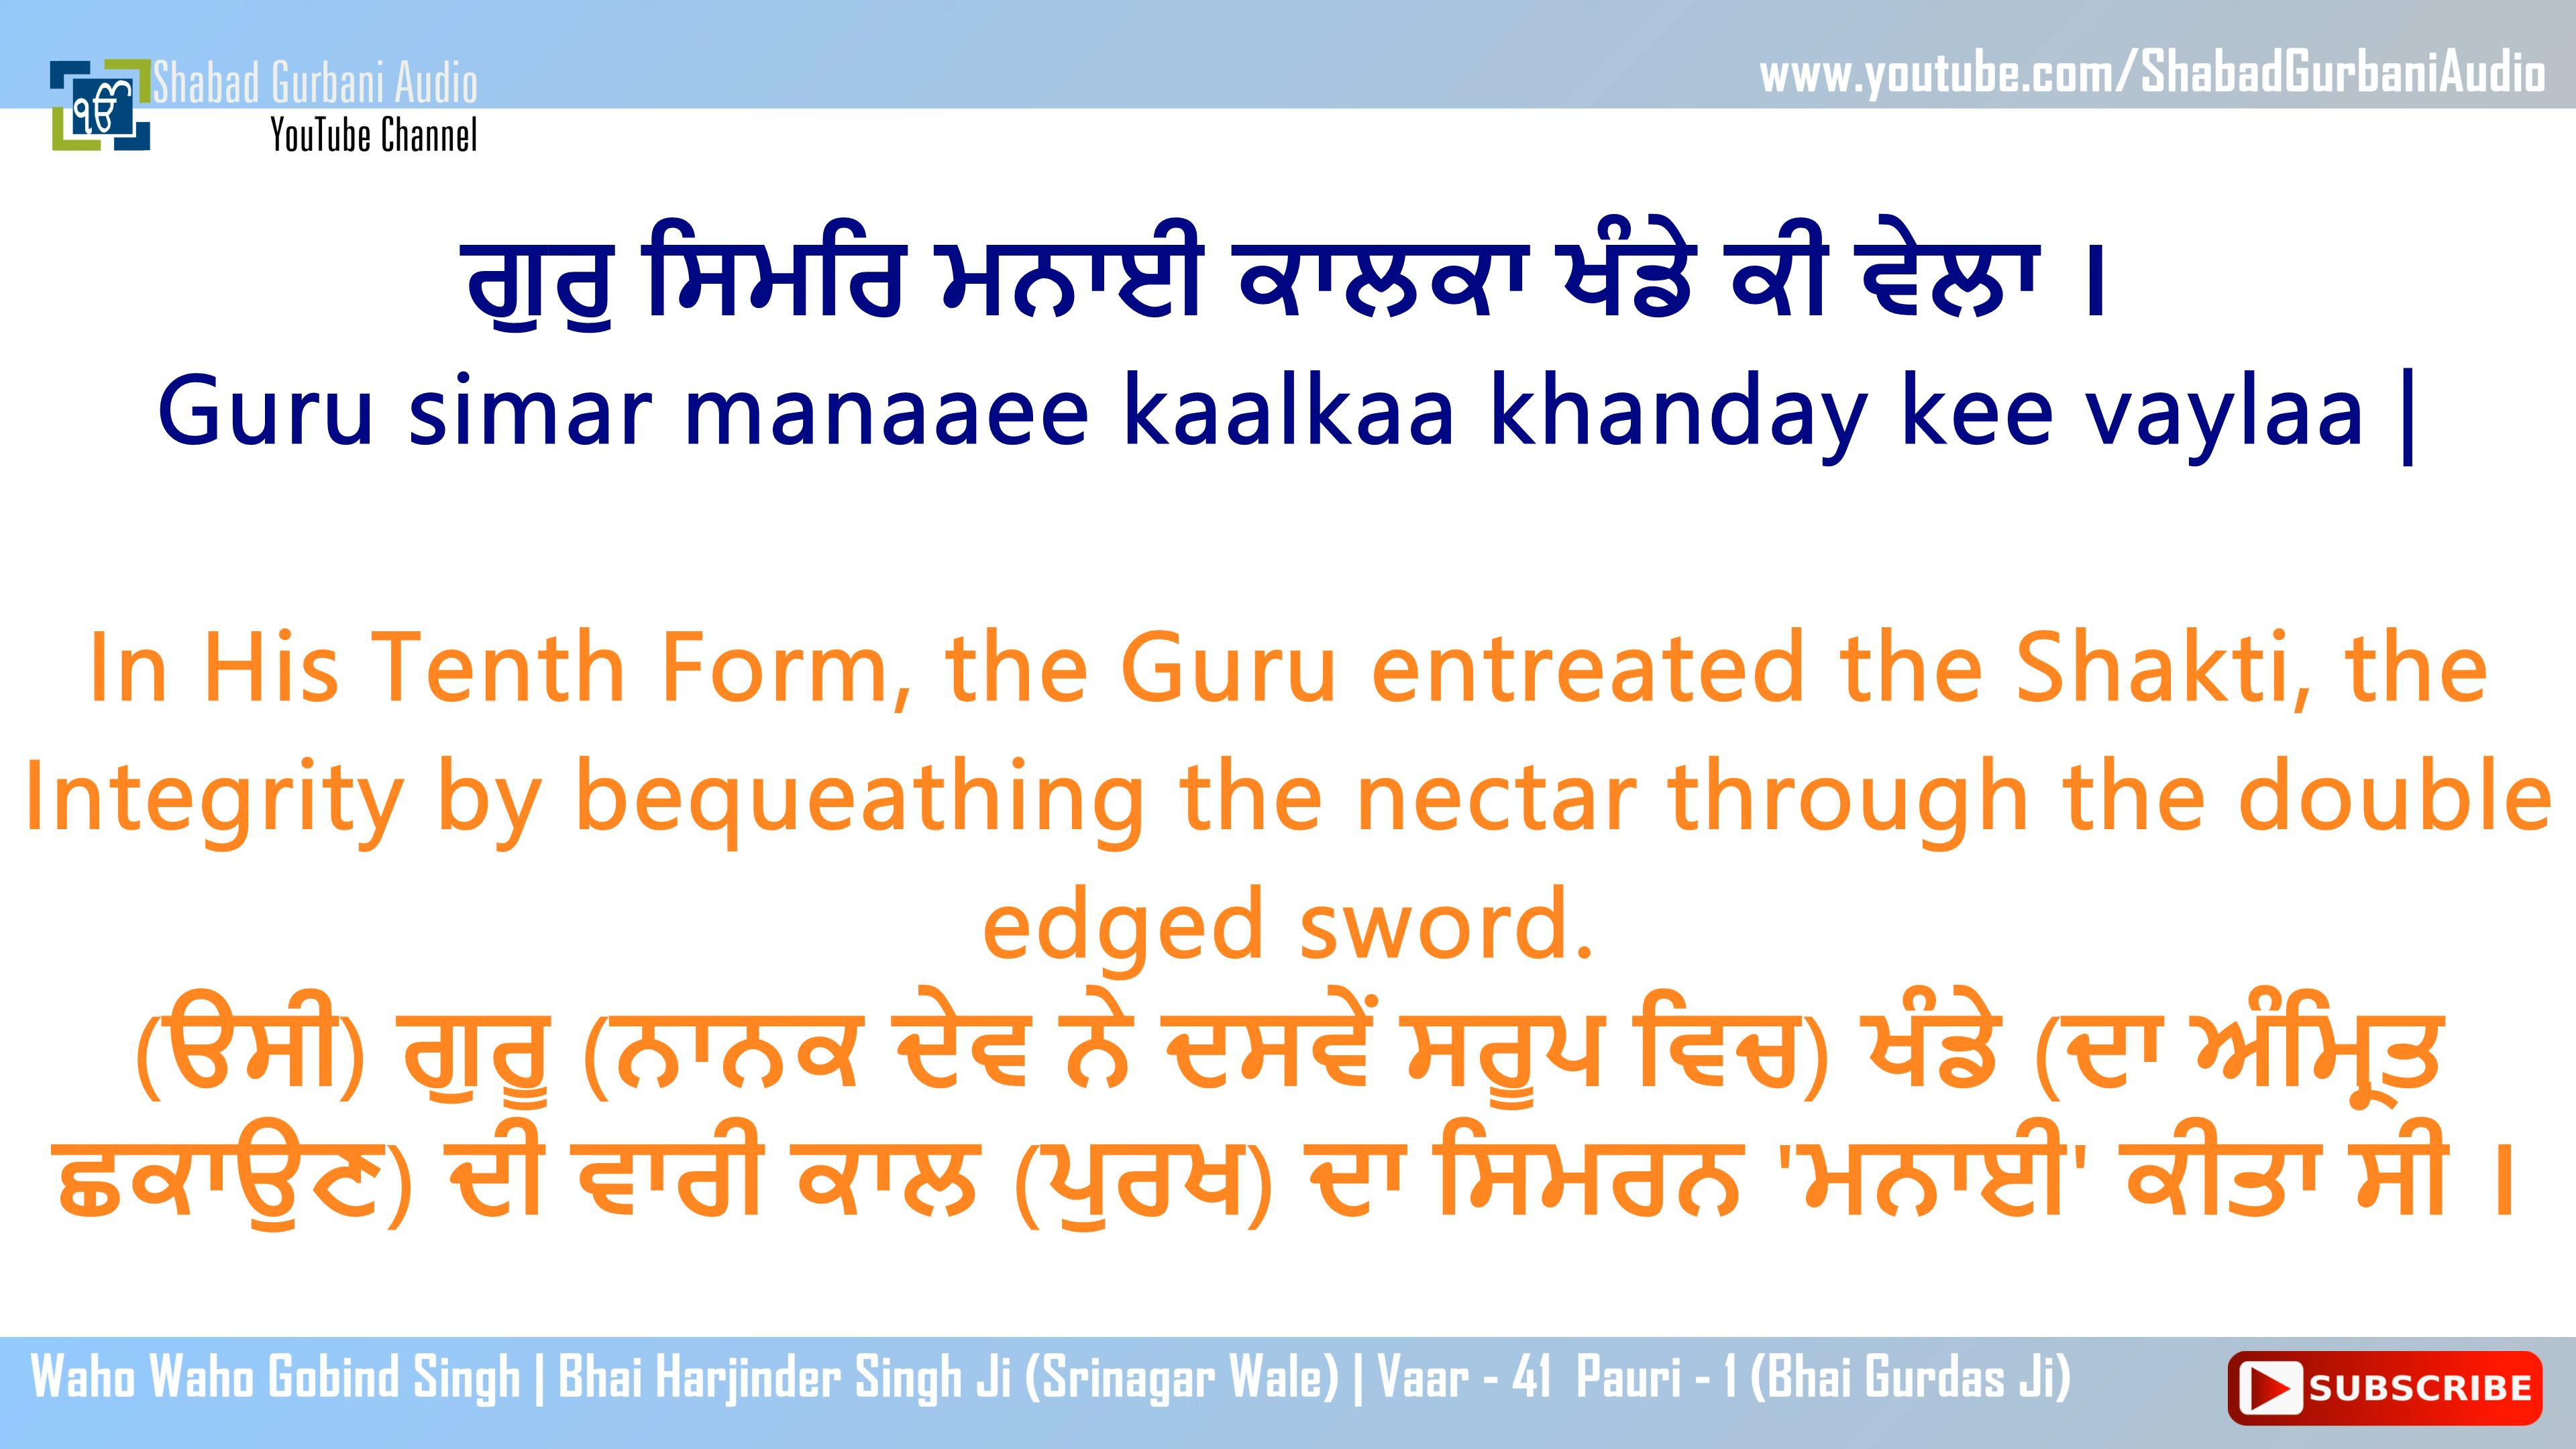 Shabad Gurbani Audio
YouTube Channel
www.youtube.com/ShabadGurbaniAudio
ੴ
ਗੁਰੁ ਸਿਮਰਿ ਮਨਾਈ ਕਾਲਕਾ ਖੰਡੇ ਕੀ ਵੇਲਾ ।
Guru simar manaaee kaalkaa khanday kee vaylaa |
In His Tenth Form, the Guru entreated the Shakti, the
Integrity by bequeathing the nectar through the double
edged sword.
(ੳਸੀ) ਗੁਰੂ (ਨਾਨਕ ਦੇਵ ਨੇ ਦਸਵੇਂ ਸਰੂਪ ਵਿਚ) ਖੰਡੇ (ਦਾ ਅੰਮ੍ਰਿਤ
ਛਕਾਉਣ) ਦੀ ਵਾਰੀ ਕਾਲ (ਪੁਰਖ) ਦਾ ਸਿਮਰਨ 'ਮਨਾਈ' ਕੀਤਾ ਸੀ ।
Waho Waho Gobind Singh | Bhai Harjinder Singh Ji (Srinagar Wale) | Vaar - 41 Pauri - 1 (Bhai Gurdas Ji)
SUBSCRIBE